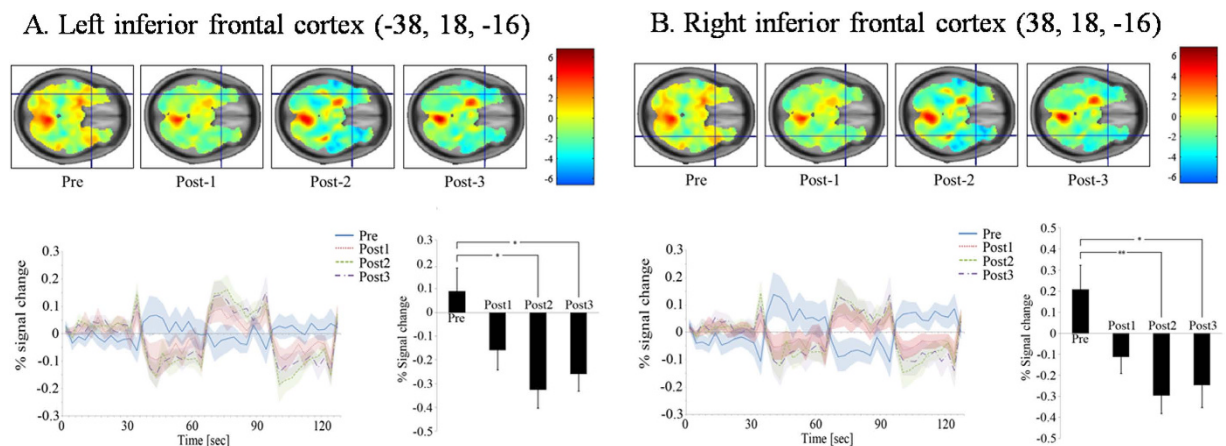 A. Left inferior frontal cortex (-38, 18, -16)
6
4
2
0
-2
-4
-6
Pre
Post-1
Post-2
Post-3
0.3
0.2
0.1
0
-0.1
-0.2
-0.3
% signal change
Pre
Post1
Post2
Post3
0
30
60
90
120
Time [sec]
0.3
0.2
0.1
0
-0.1
-0.2
-0.3
-0.4
-0.5
% Signal change
*
*
Pre
Post1
Post2
Post3
B. Right inferior frontal cortex (38, 18, -16)
6
4
2
0
-2
-4
-6
Pre
Post-1
Post-2
Post-3
0.3
0.2
0.1
0
-0.1
-0.2
-0.3
% signal change
Pre
Post1
Post2
Post3
0
30
60
90
120
Time [sec]
0.5
0.4
0.3
0.2
0.1
0
-0.1
-0.2
-0.3
-0.4
-0.5
% Signal change
*
**
Pre
Post1
Post2
Post3